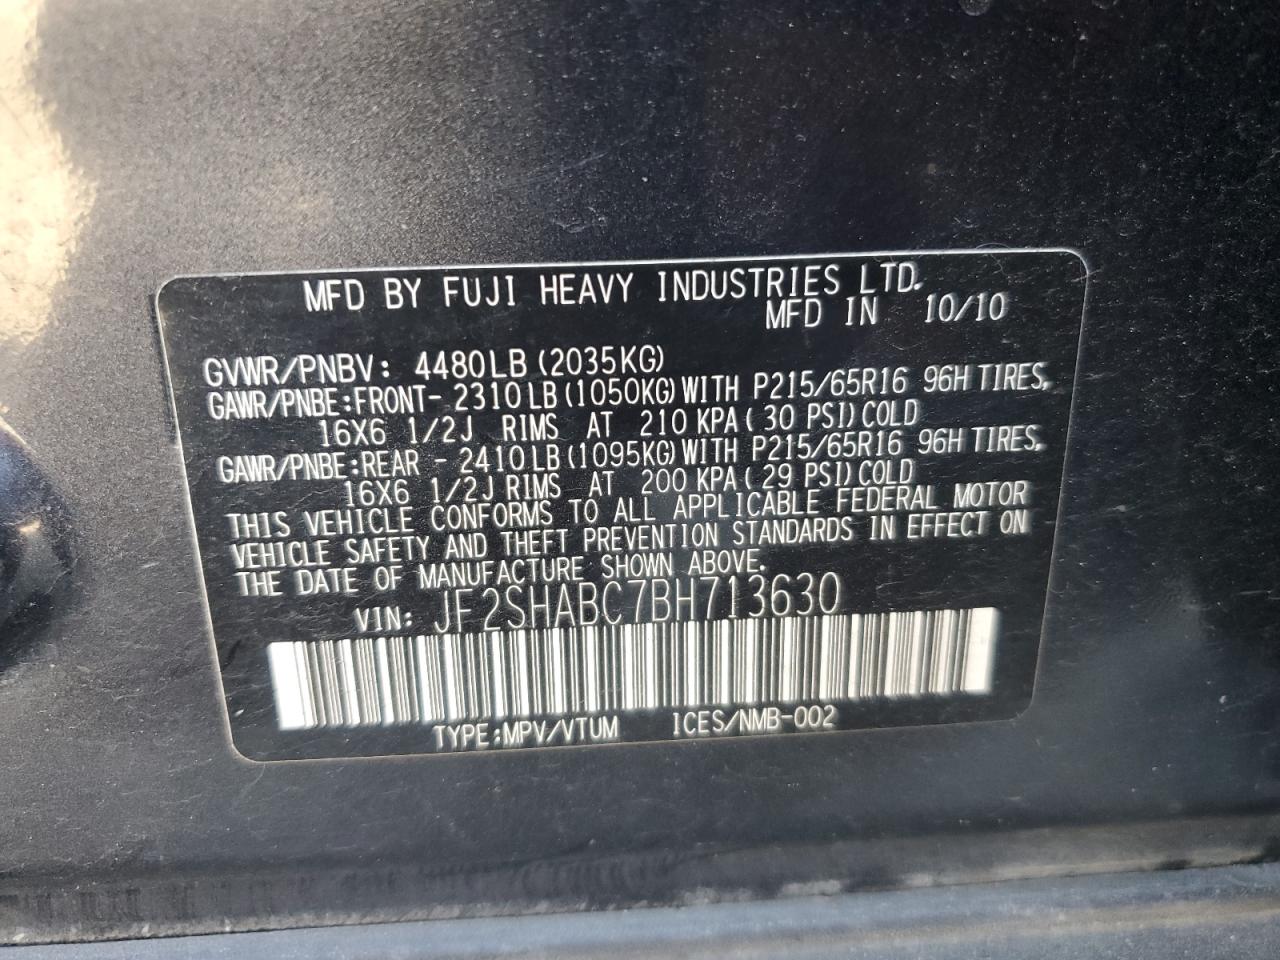 MFD BY FUJI HEAVY INDUSTRIES LTD.
MFD IN 10/10
GVWR/PNBV: 4480LB (2035KG)
GAWR/PNBE:FRONT- 2310LB (1050KG) WITH P215/65R16 96H TIRES,
16X6 1/2J RIMS AT 210 KPA( 30 PSI) COLD
GAWR/PNBE:REAR - 2410LB (1095KG) WITH P215/65R16 96H TIRES,
16X6 1/2J RIMS AT 200 KPA( 29 PSI) COLD
THIS VEHICLE CONFORMS TO ALL APPLICABLE FEDERAL MOTOR
VEHICLE SAFETY AND THEFT PREVENTION STANDARDS IN EFFECT ON
THE DATE OF MANUFACTURE SHOWN ABOVE.
VIN: JF2SHABC7BH713630
TYPE:MPV/VTUM ICES/NMB-002